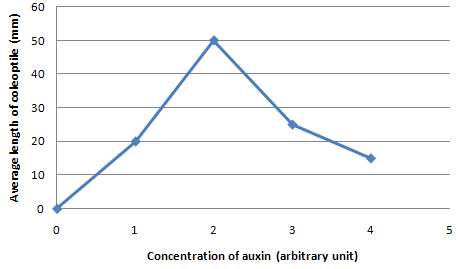 60
50
40
30
20
10
0
0 1 2 3 4 5
Average length of coleoptile (mm)
Concentration of auxin (arbitrary unit)